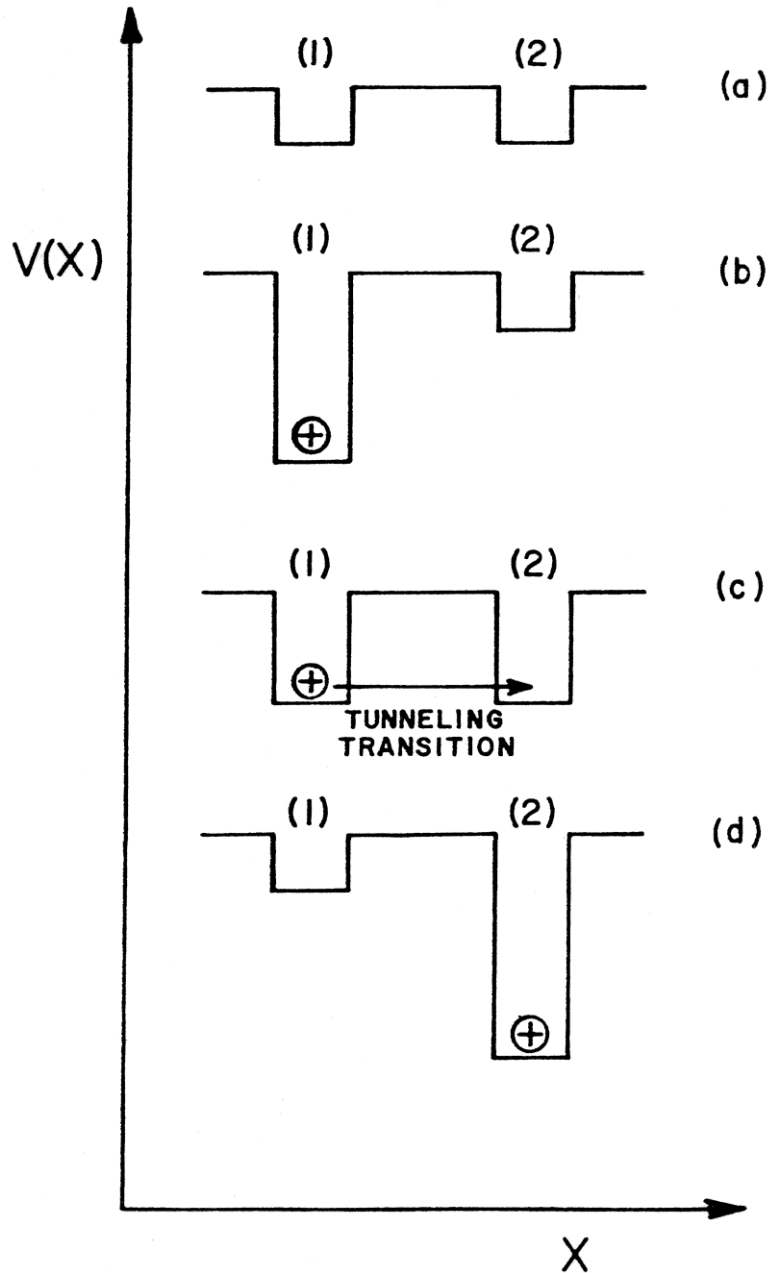 (1) (2)
(a)
V(X)
(1) (2)
(b)
⊕
(1) (2)
(c)
⊕
TUNNELING
TRANSITION
(1) (2)
(d)
⊕
X